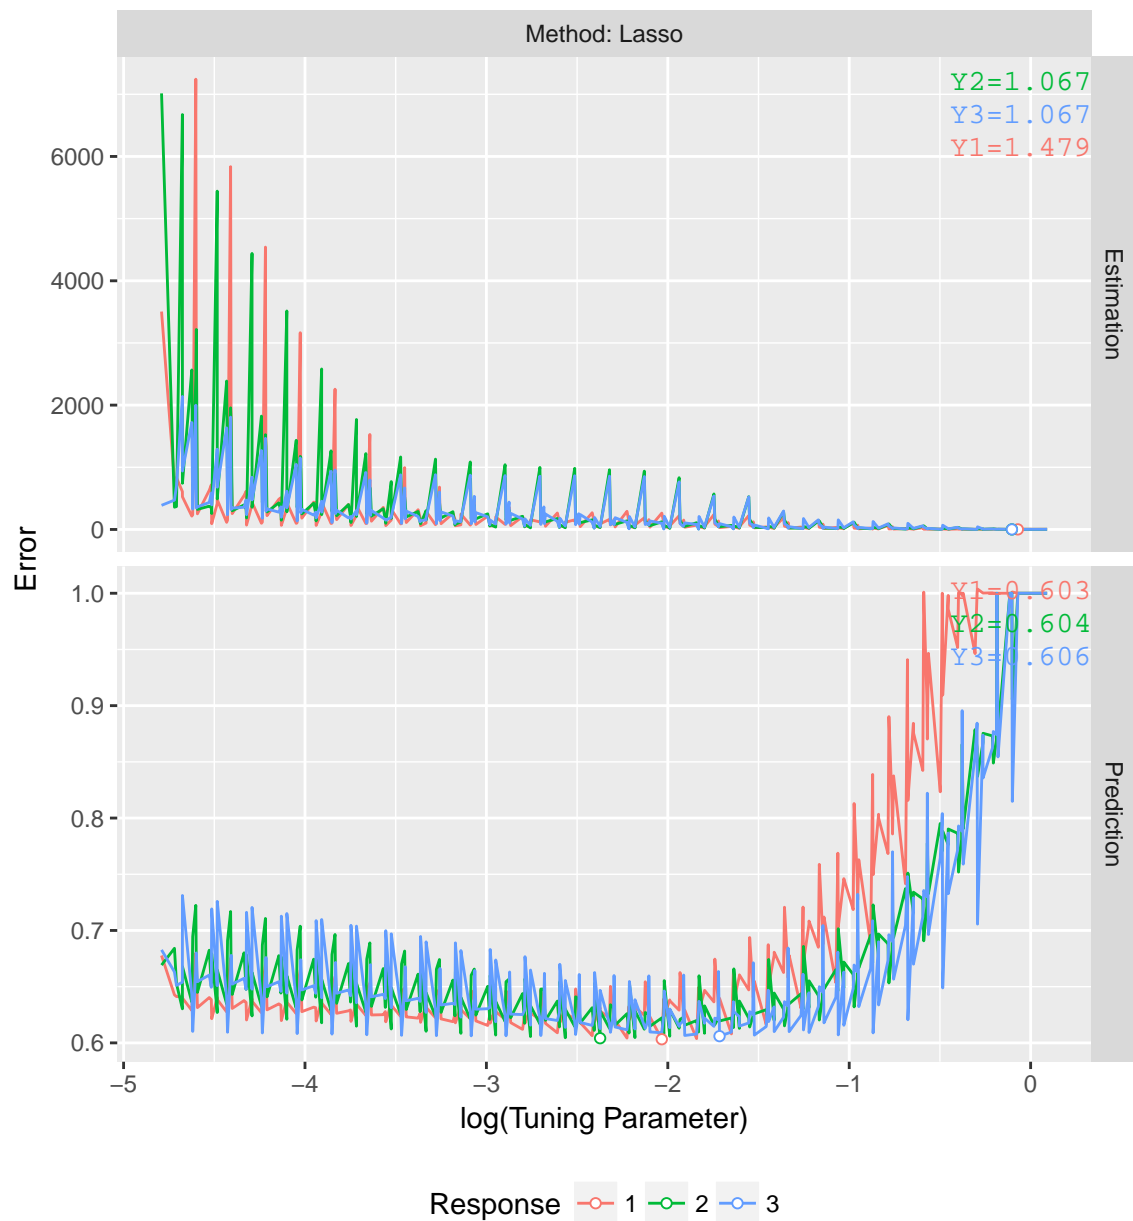 Method: Lasso
Y2=1.067
Y3=1.067
Y1=1.479
6000
4000
2000
0
Estimation
Error
Y1=0.603
Y2=0.604
Y3=0.606
1.0
0.9
0.8
0.7
0.6
Prediction
−5 −4 −3 −2 −1 0
log(Tuning Parameter)
Response 1 2 3